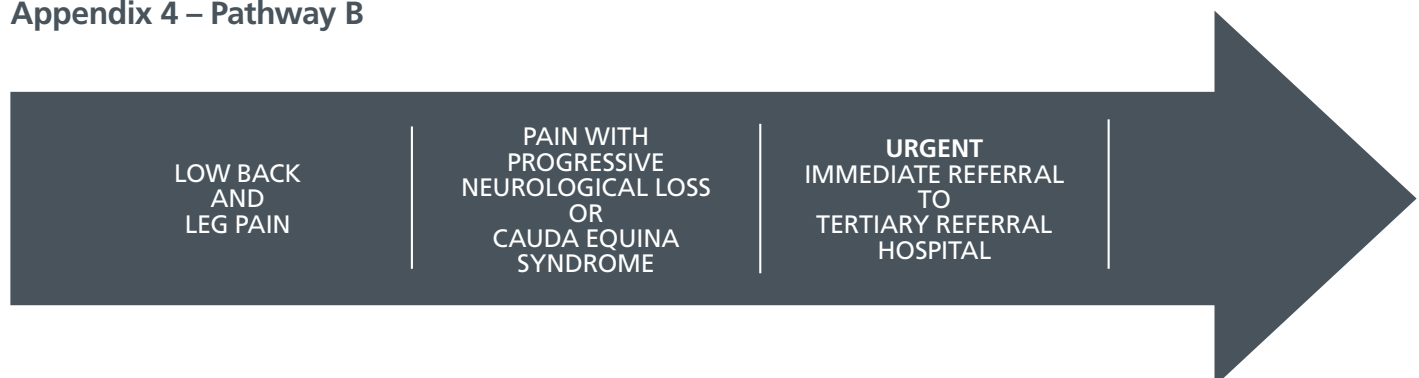 Appendix 4 – Pathway B
LOW BACK
AND
LEG PAIN
PAIN WITH
PROGRESSIVE
NEUROLOGICAL LOSS
OR
CAUDA EQUINA
SYNDROME
URGENT
IMMEDIATE REFERRAL
TO
TERTIARY REFERRAL
HOSPITAL